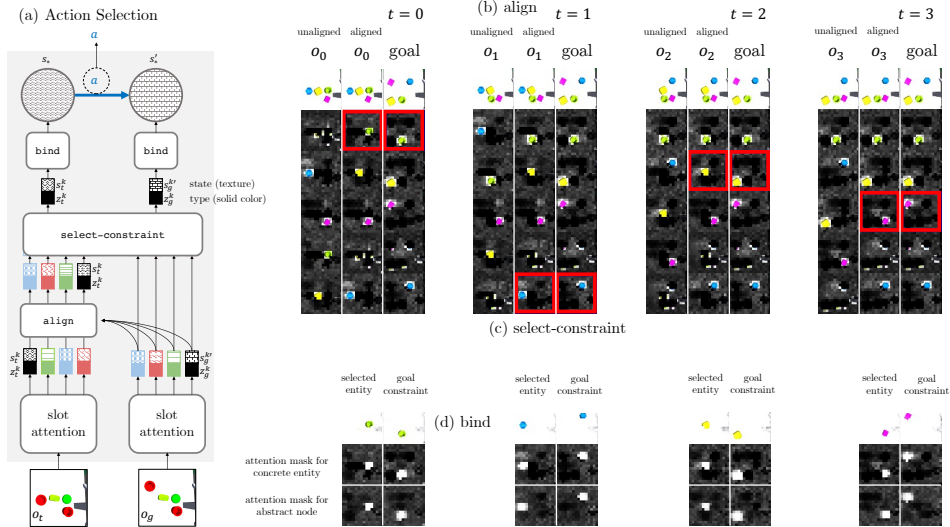 (a) Action Selection
a
s*
s*'
a
bind
bind
s_t^k
z_t^k
s_g^k'
z_g^k
state (texture)
type (solid color)
select-constraint
s_t^k
z_t^k
align
s_t^k
z_t^k
s_g^k'
z_g^k
slot
attention
slot
attention
o_t
o_g
(b) align
t = 0
t = 1
t = 2
t = 3
unaligned aligned
o_0 o_0 goal
unaligned aligned
o_1 o_1 goal
unaligned aligned
o_2 o_2 goal
unaligned aligned
o_3 o_3 goal
(c) select-constraint
selected
entity
goal
constraint
selected
entity
goal
constraint
selected
entity
goal
constraint
selected
entity
goal
constraint
(d) bind
attention mask for
concrete entity
attention mask for
abstract node